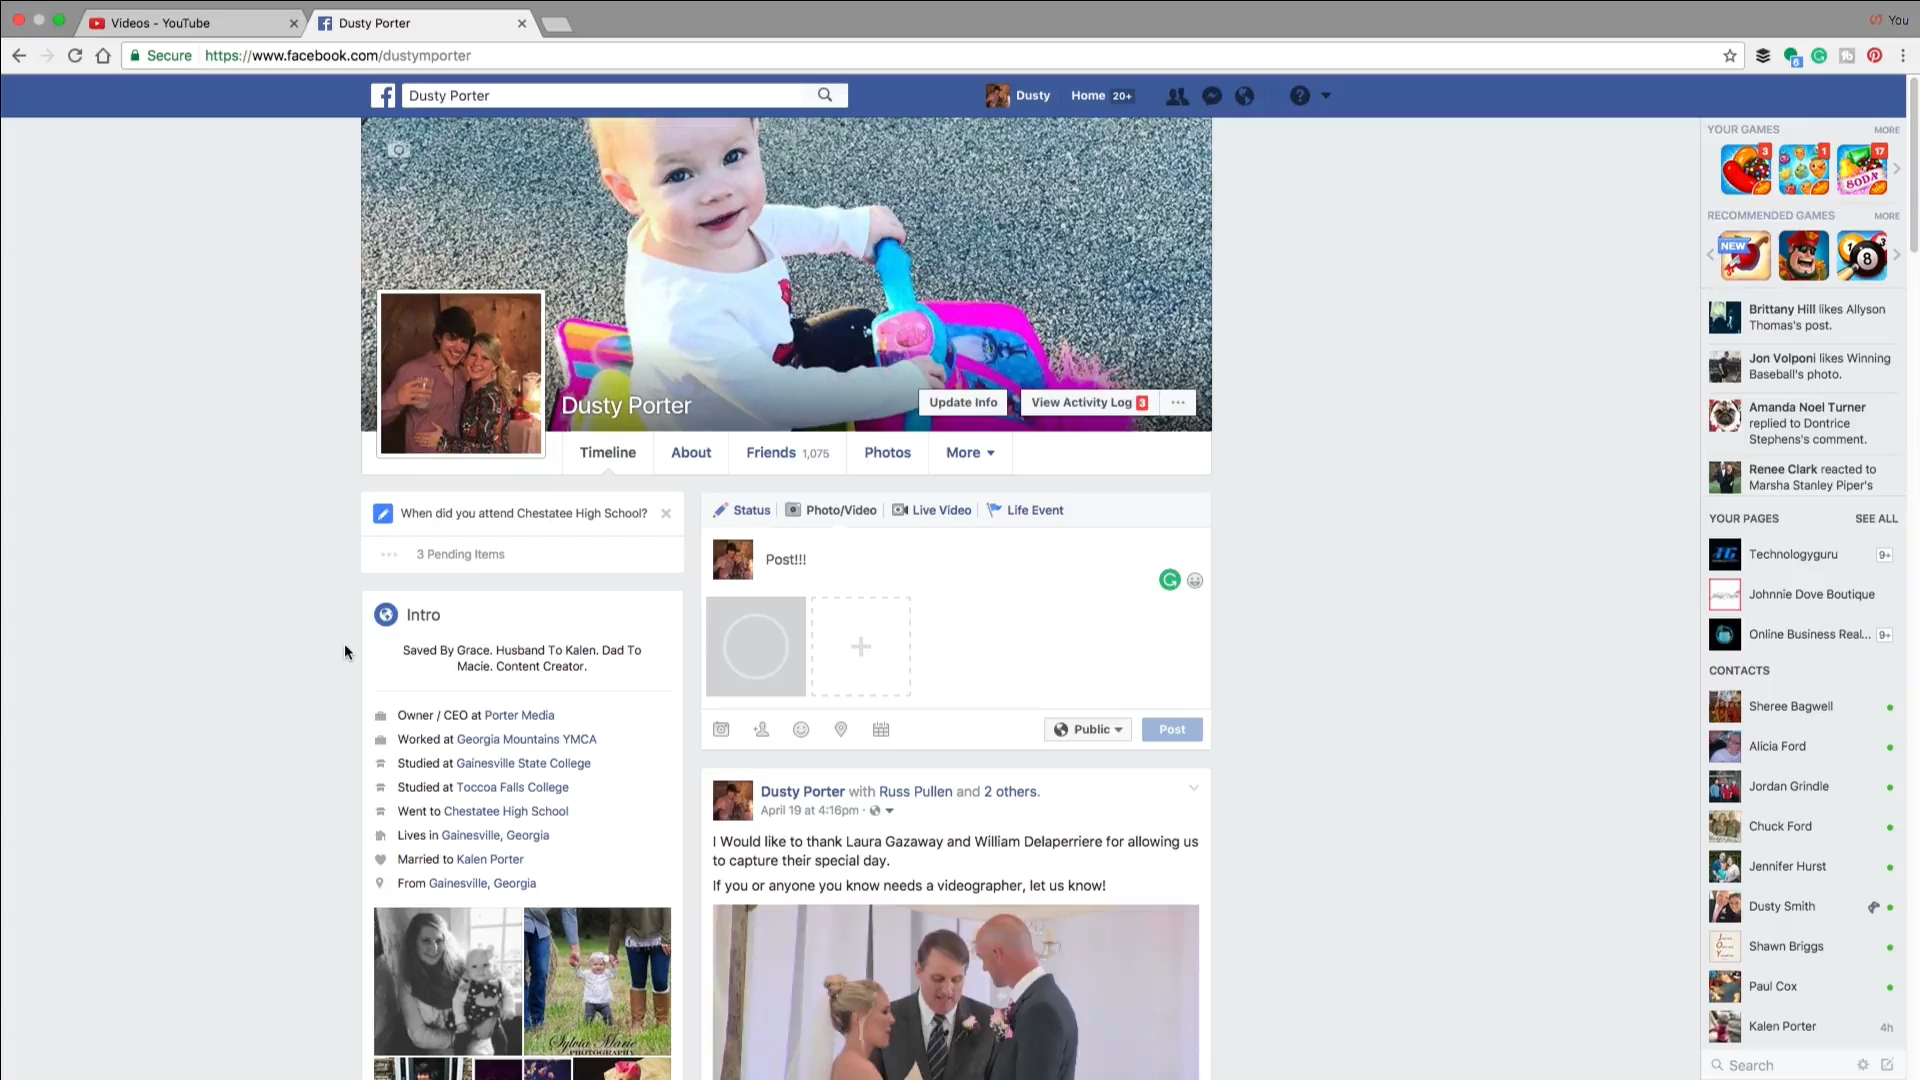 Videos - YouTube
Dusty Porter
You
Secure https://www.facebook.com/dustymporter
6
Dusty Porter
Dusty
Home 20+
Dusty Porter
Update Info
View Activity Log 3
Timeline
About
Friends 1,075
Photos
More
When did you attend Chestatee High School?
3 Pending Items
Intro
Saved By Grace. Husband To Kalen. Dad To
Macie. Content Creator.
Owner / CEO at Porter Media
Worked at Georgia Mountains YMCA
Studied at Gainesville State College
Studied at Toccoa Falls College
Went to Chestatee High School
Lives in Gainesville, Georgia
Married to Kalen Porter
From Gainesville, Georgia
Sylvia Marie
PHOTOGRAPHY
Status
Photo/Video
Live Video
Life Event
Post!!!
Public
Post
Dusty Porter with Russ Pullen and 2 others.
April 19 at 4:16pm ·
I Would like to thank Laura Gazaway and William Delaperriere for allowing us
to capture their special day.
If you or anyone you know needs a videographer, let us know!
YOUR GAMES
MORE
3
1
17
SODA
RECOMMENDED GAMES
MORE
NEW
8
Brittany Hill likes Allyson
Thomas's post.
Jon Volponi likes Winning
Baseball's photo.
Amanda Noel Turner
replied to Dontrice
Stephens's comment.
Renee Clark reacted to
Marsha Stanley Piper's
YOUR PAGES
SEE ALL
Technologyguru 9+
Johnnie Dove Boutique
Online Business Real... 9+
CONTACTS
Sheree Bagwell
Alicia Ford
Jordan Grindle
Chuck Ford
Jennifer Hurst
Dusty Smith
Shawn Briggs
Paul Cox
Kalen Porter 4h
Search